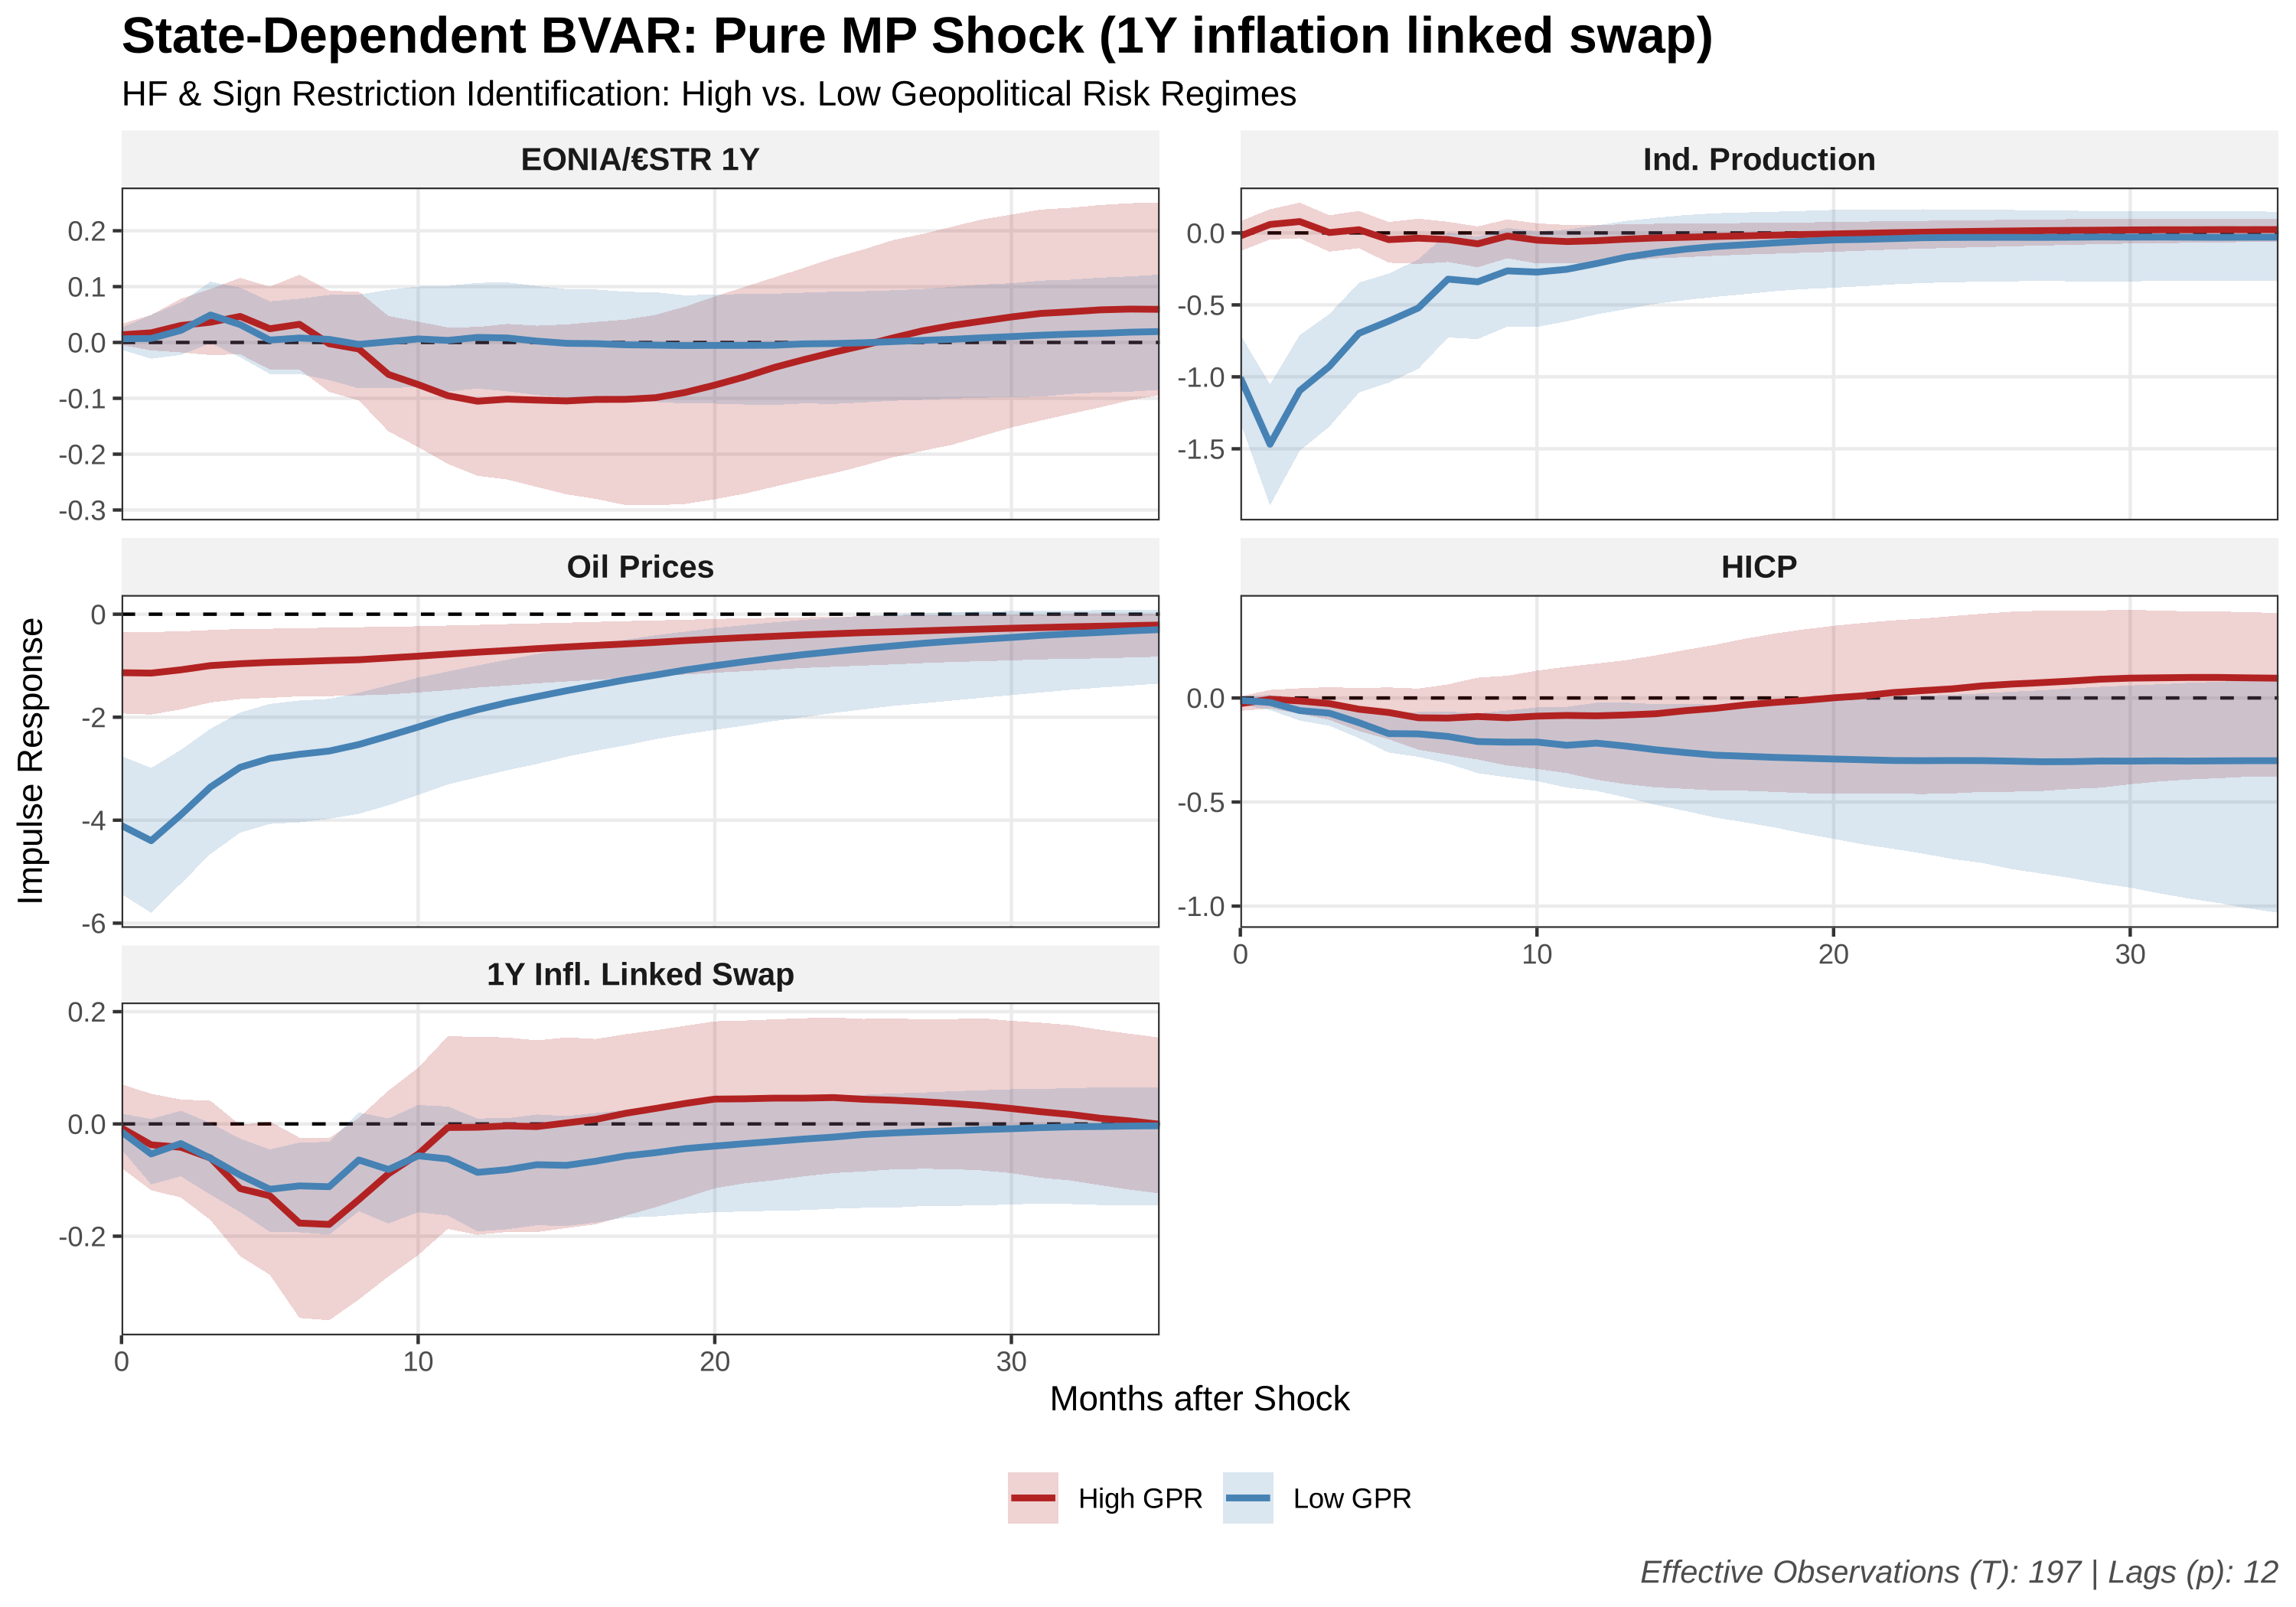 State-Dependent BVAR: Pure MP Shock (1Y inflation linked swap)
HF & Sign Restriction Identification: High vs. Low Geopolitical Risk Regimes
EONIA/€STR 1Y
0.2
0.1
0.0
-0.1
-0.2
-0.3
Ind. Production
0.0
-0.5
-1.0
-1.5
Impulse Response
Oil Prices
0
-2
-4
-6
HICP
0.0
-0.5
-1.0
0 10 20 30
1Y Infl. Linked Swap
0.2
0.0
-0.2
0 10 20 30
Months after Shock
High GPR Low GPR
Effective Observations (T): 197 | Lags (p): 12